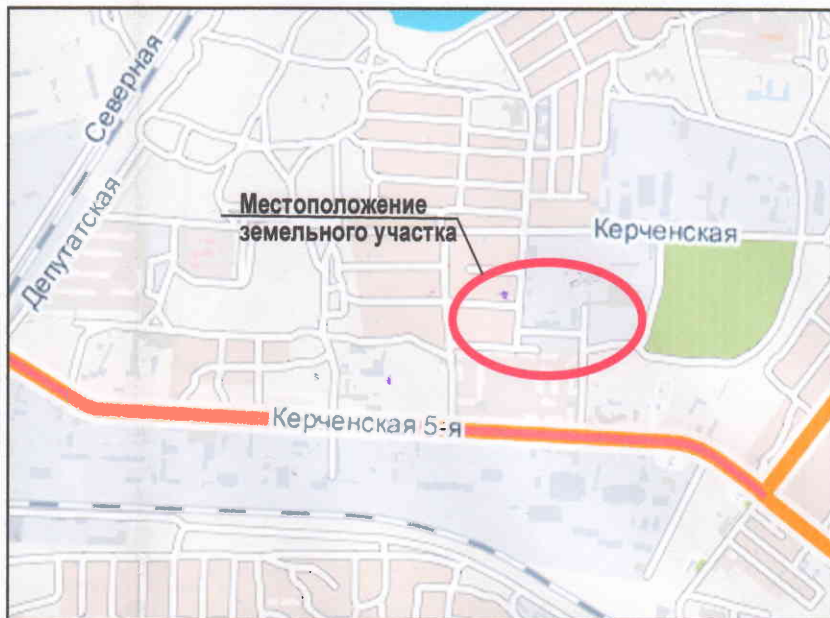 Северная
Депутатская
Местоположение
земельного участка
Керченская
Керченская 5-я